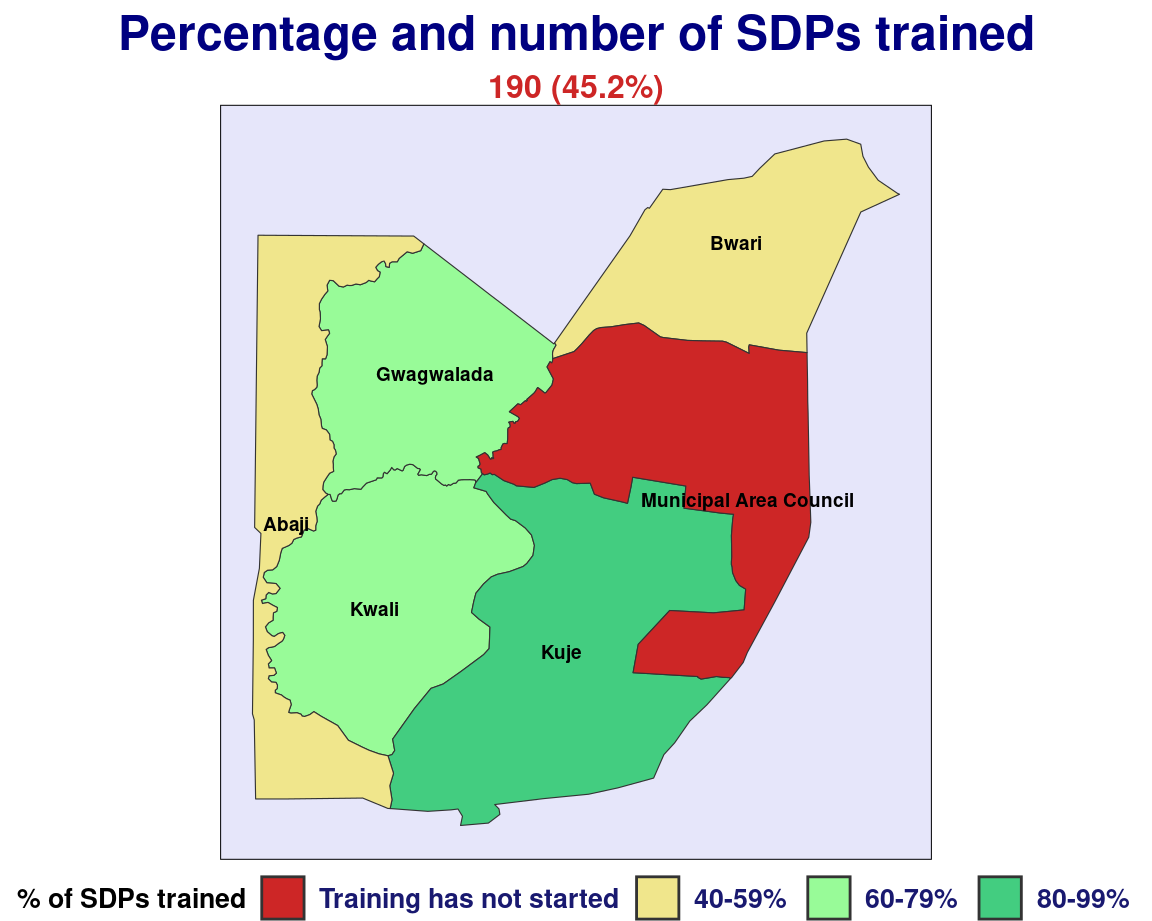 Percentage and number of SDPs trained
190 (45.2%)
Bwari
Gwagwalada
Municipal Area Council
Abaji
Kwali
Kuje
% of SDPs trained Training has not started 40-59% 60-79% 80-99%